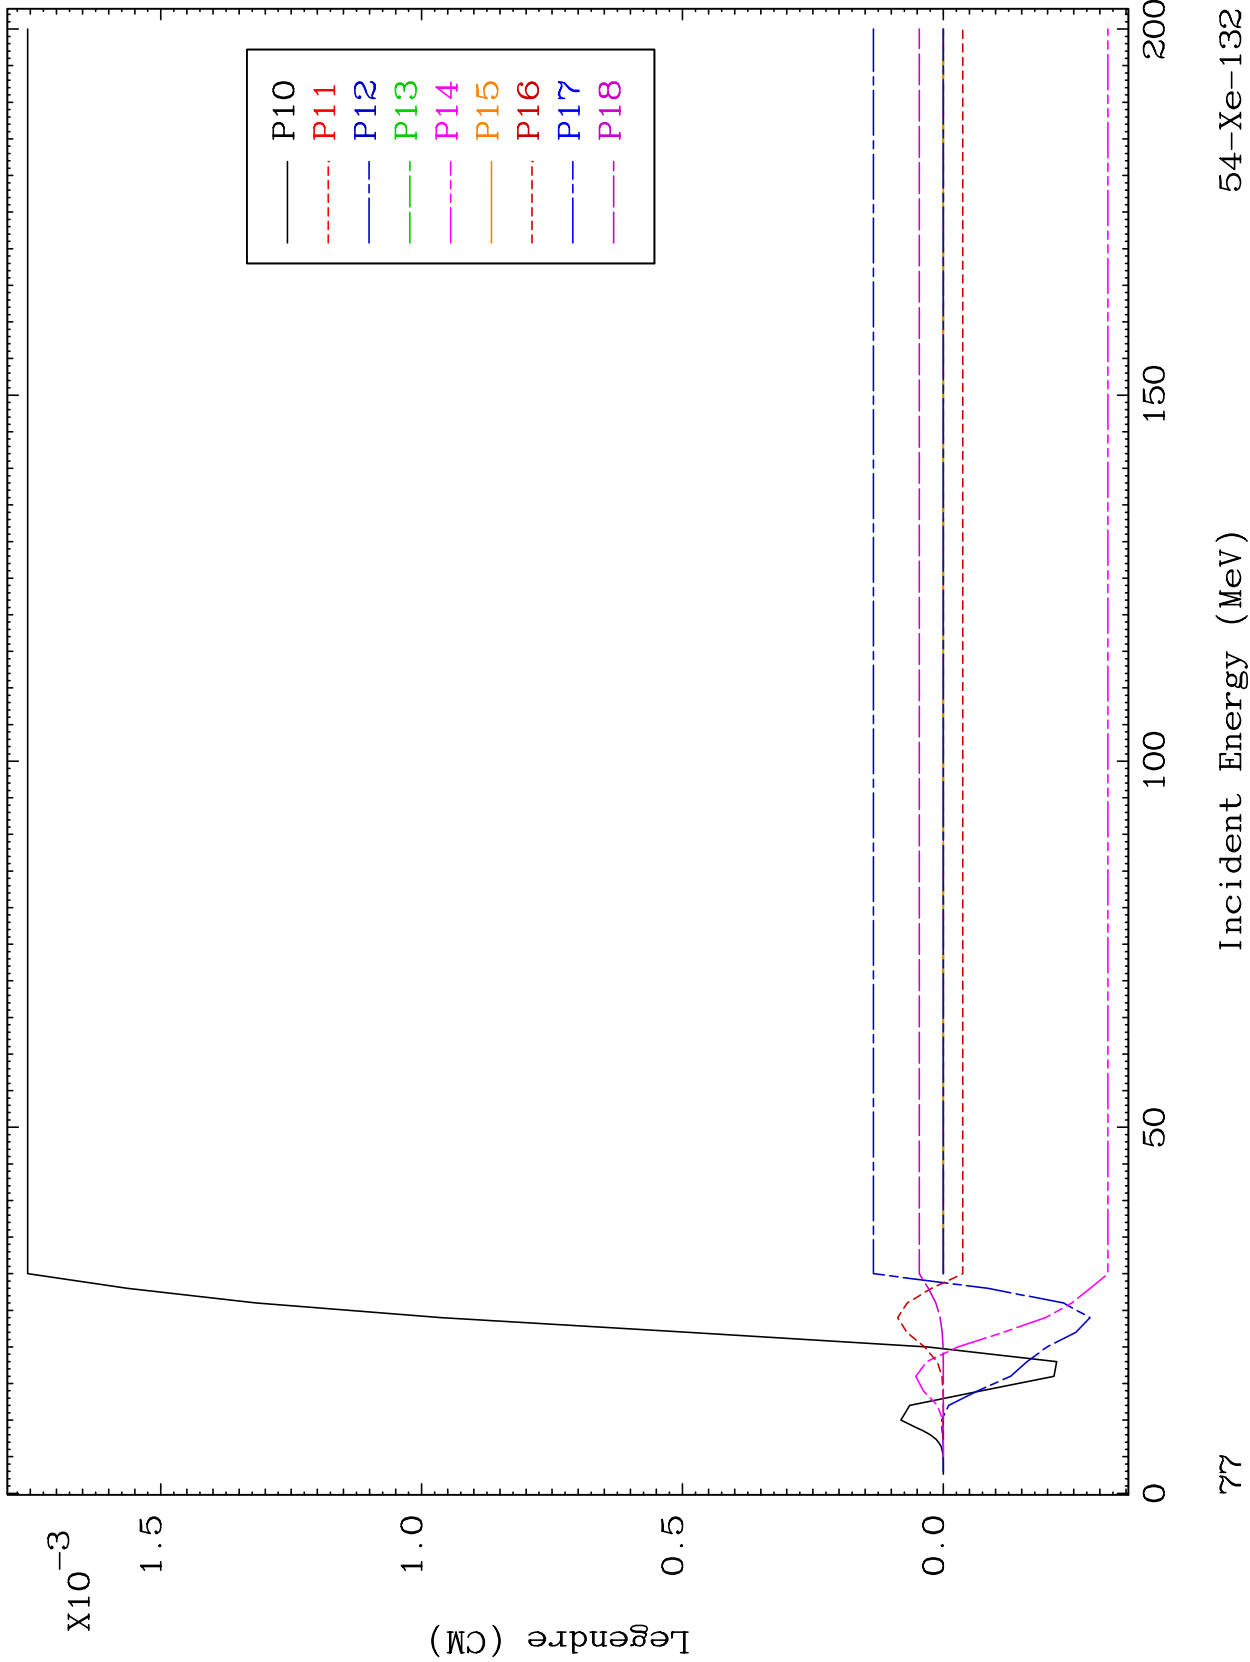 X10⁻³
1.5
1.0
0.5
0.0
Legendre (CM)
P10
P11
P12
P13
P14
P15
P16
P17
P18
0
50
100
150
200
77
Incident Energy (MeV)
54-Xe-132